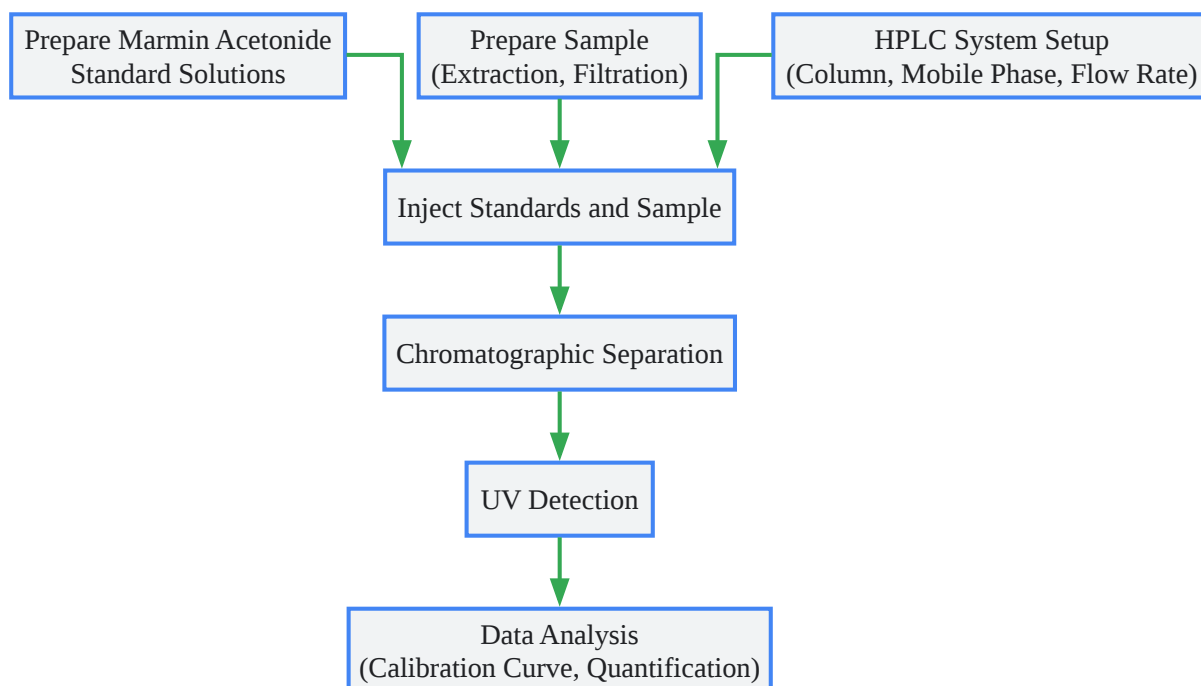 Prepare Marmin Acetonide
Standard Solutions
Prepare Sample
(Extraction, Filtration)
HPLC System Setup
(Column, Mobile Phase, Flow Rate)
Inject Standards and Sample
Chromatographic Separation
UV Detection
Data Analysis
(Calibration Curve, Quantification)